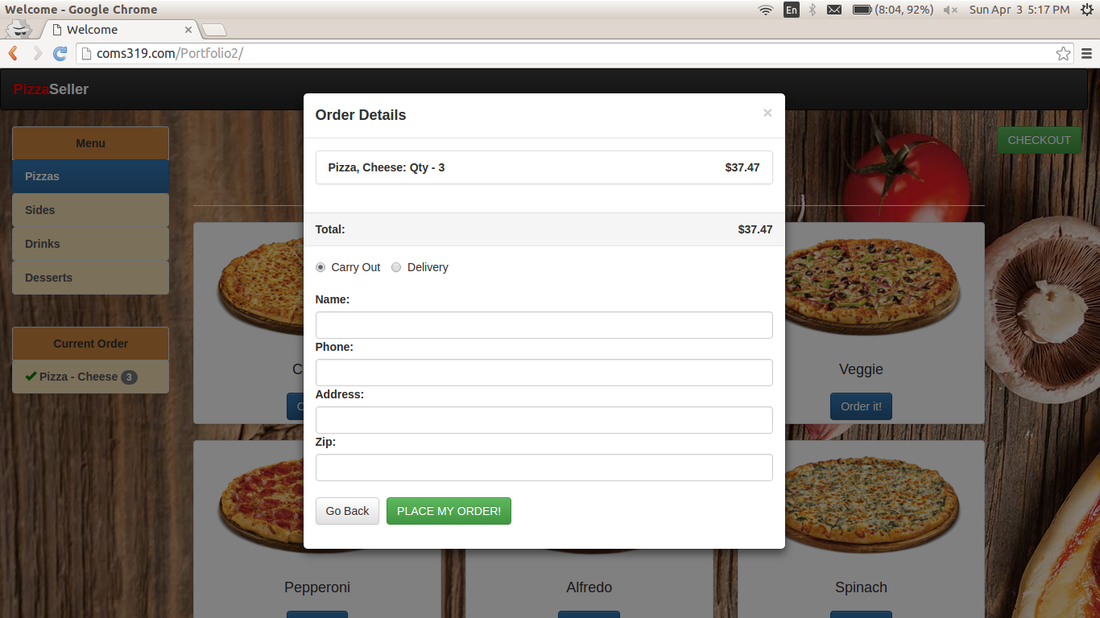 Welcome - Google Chrome
En
(8:04, 92%)
Sun Apr 3 5:17 PM
Welcome
coms319.com/Portfolio2/
PIzzaSeller
CHECKOUT
Menu
Pizzas
Sides
Drinks
Desserts
Current Order
Pizza - Cheese 3
Order Details
×
Pizza, Cheese: Qty - 3 $37.47
Total: $37.47
Carry Out Delivery
Name:
Phone:
Address:
Zip:
Go Back PLACE MY ORDER!
Veggie
Order it!
Pepperoni
Alfredo
Spinach